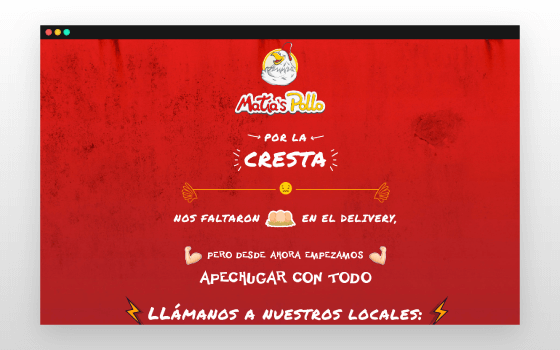 Matía's Pollo
POR LA
CRESTA
NOS FALTARON EN EL DELIVERY,
PERO DESDE AHORA EMPEZAMOS
APECHUGAR CON TODO
LLÁMANOS A NUESTROS LOCALES: